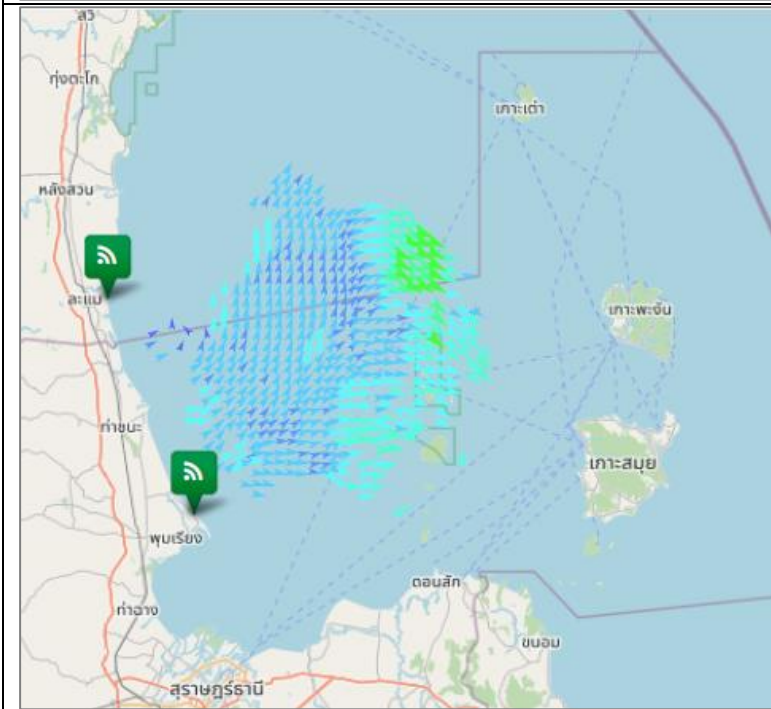 สวี
ทุ่งตะโก
เกาะเต่า
หลังสวน
ละแม
เกาะพะงัน
ท่าชนะ
เกาะสมุย
พุมเรียง
ดอนสัก
ท่าฉาง
ขนอม
สุราษฎร์ธานี